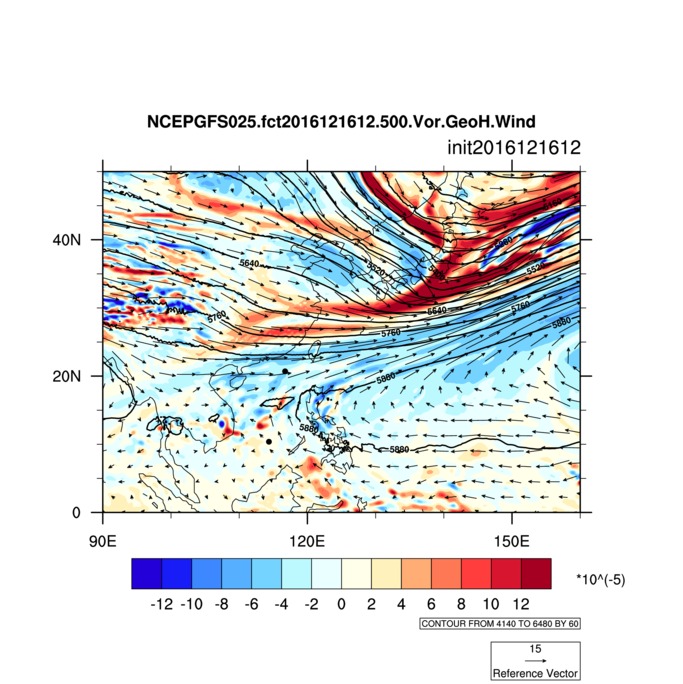 NCEPGFS025.fct2016121612.500.Vor.GeoH.Wind
init2016121612
40N
20N
0
90E
120E
150E
5640
5520
5760
5640
5760
5880
5880
5880
5760
5880
-12 -10 -8 -6 -4 -2 0 2 4 6 8 10 12
*10^(-5)
CONTOUR FROM 4140 TO 6480 BY 60
15
Reference Vector